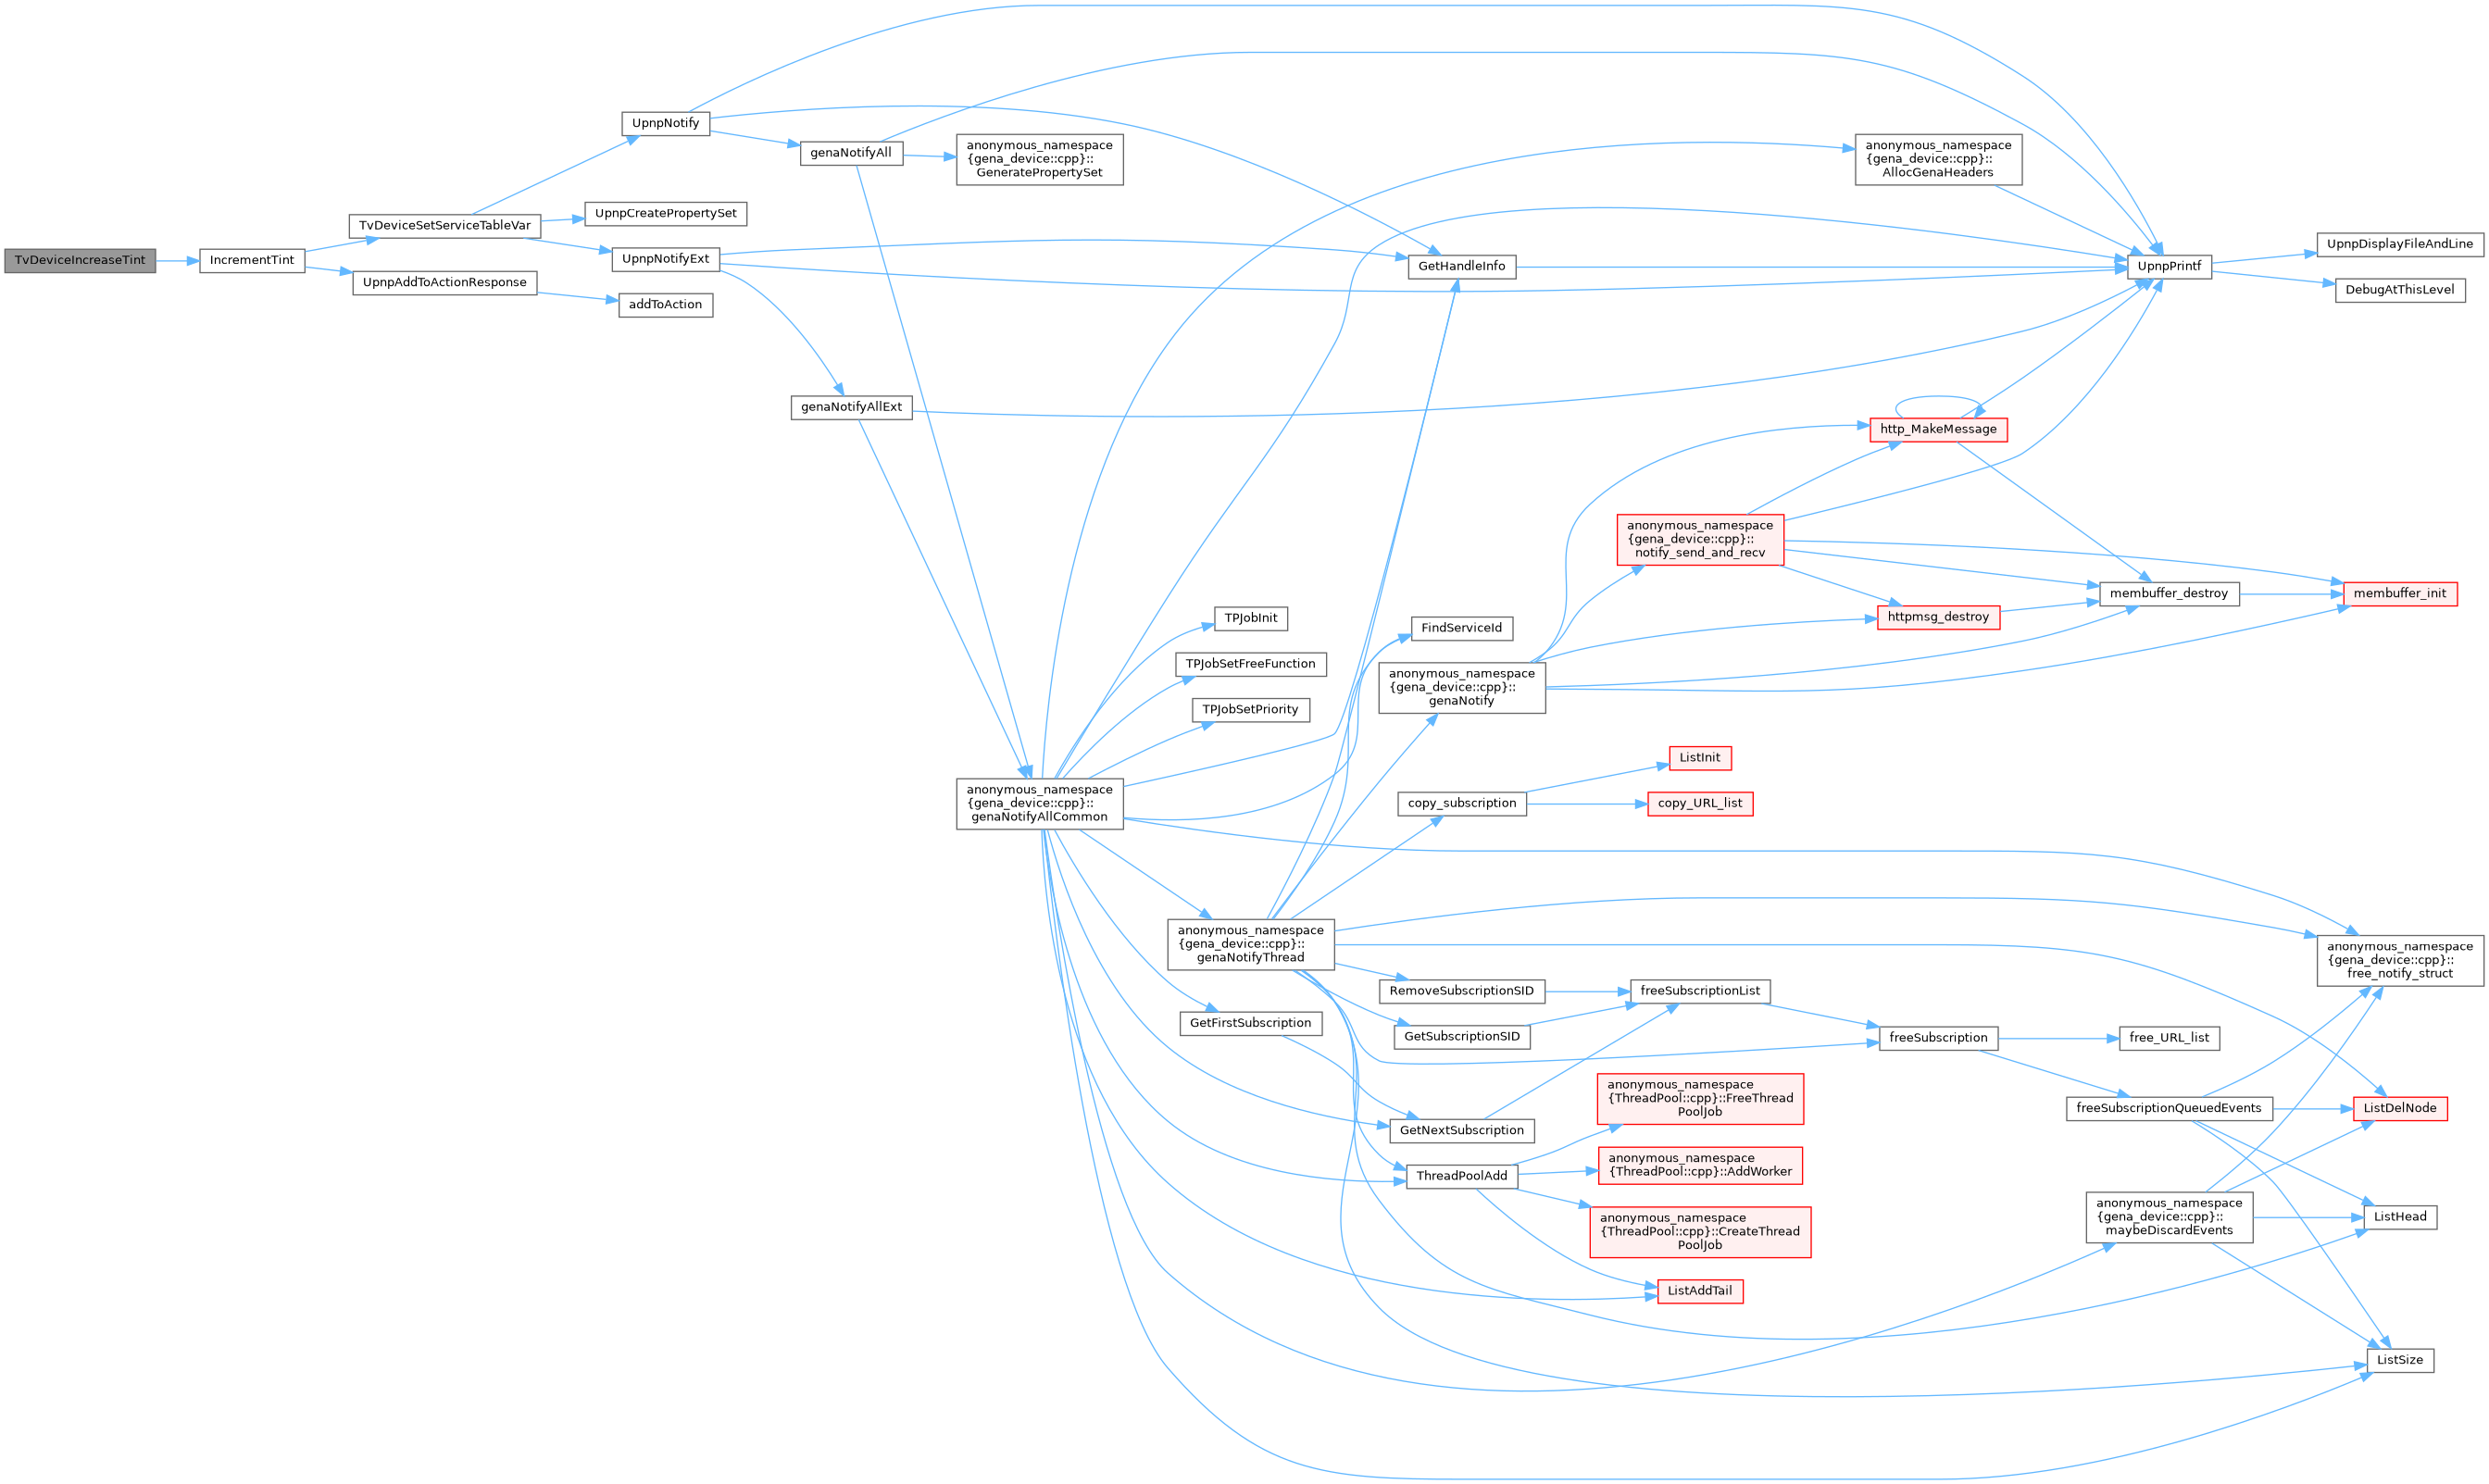 TvDeviceIncreaseTint
IncrementTint
TvDeviceSetServiceTableVar
UpnpAddToActionResponse
UpnpNotify
UpnpCreatePropertySet
UpnpNotifyExt
addToAction
genaNotifyAll
genaNotifyAllExt
anonymous_namespace
{gena_device::cpp}::
GeneratePropertySet
anonymous_namespace
{gena_device::cpp}::
genaNotifyAllCommon
TPJobInit
TPJobSetFreeFunction
TPJobSetPriority
anonymous_namespace
{gena_device::cpp}::
genaNotifyThread
GetFirstSubscription
GetHandleInfo
FindServiceId
anonymous_namespace
{gena_device::cpp}::
genaNotify
copy_subscription
RemoveSubscriptionSID
GetSubscriptionSID
GetNextSubscription
ThreadPoolAdd
anonymous_namespace
{gena_device::cpp}::
notify_send_and_recv
ListInit
copy_URL_list
freeSubscriptionList
anonymous_namespace
{ThreadPool::cpp}::FreeThread
PoolJob
anonymous_namespace
{ThreadPool::cpp}::AddWorker
anonymous_namespace
{ThreadPool::cpp}::CreateThread
PoolJob
ListAddTail
anonymous_namespace
{gena_device::cpp}::
AllocGenaHeaders
http_MakeMessage
httpmsg_destroy
freeSubscription
UpnpPrintf
membuffer_destroy
free_URL_list
freeSubscriptionQueuedEvents
anonymous_namespace
{gena_device::cpp}::
maybeDiscardEvents
UpnpDisplayFileAndLine
DebugAtThisLevel
membuffer_init
anonymous_namespace
{gena_device::cpp}::
free_notify_struct
ListDelNode
ListHead
ListSize